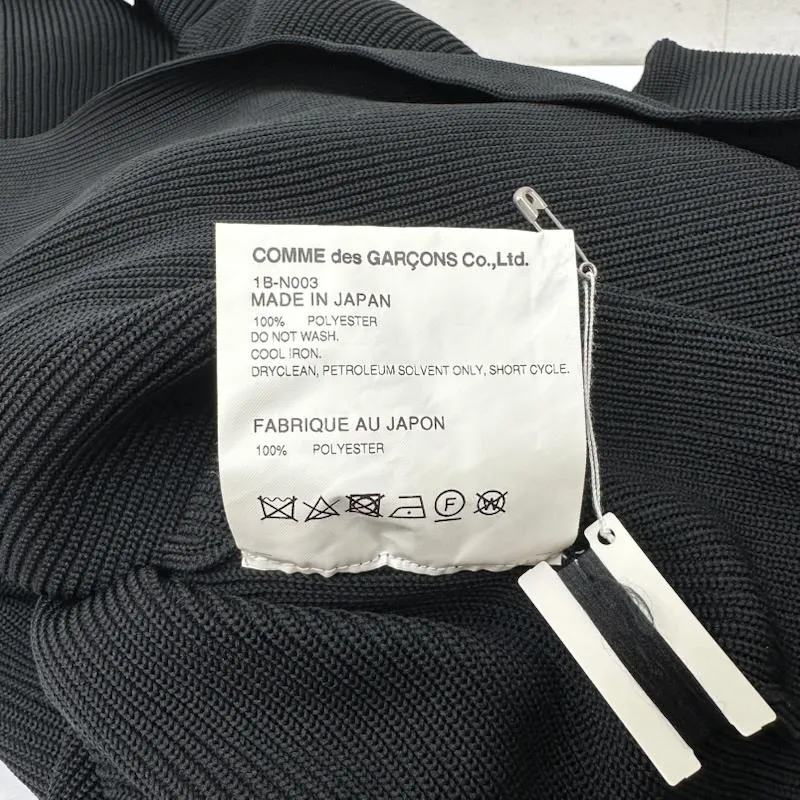 COMME des GARÇONS Co.,Ltd.
1B-N003
MADE IN JAPAN
100% POLYESTER
DO NOT WASH.
COOL IRON.
DRYCLEAN, PETROLEUM SOLVENT ONLY, SHORT CYCLE.
FABRIQUE AU JAPON
100% POLYESTER
F W